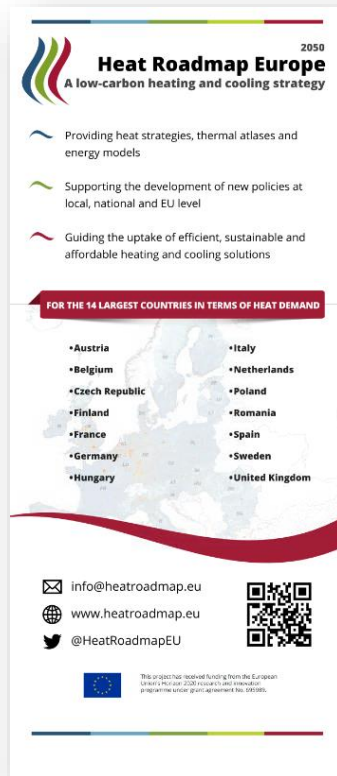 2050
Heat Roadmap Europe
A low-carbon heating and cooling strategy
Providing heat strategies, thermal atlases and
energy models
Supporting the development of new policies at
local, national and EU level
Guiding the uptake of efficient, sustainable and
affordable heating and cooling solutions
FOR THE 14 LARGEST COUNTRIES IN TERMS OF HEAT DEMAND
•Austria
•Belgium
•Czech Republic
•Finland
•France
•Germany
•Hungary
•Italy
•Netherlands
•Poland
•Romania
•Spain
•Sweden
•United Kingdom
info@heatroadmap.eu
www.heatroadmap.eu
@HeatRoadmapEU
This project has received funding from the European
Union's Horizon 2020 research and innovation
programme under grant agreement No. 695989.